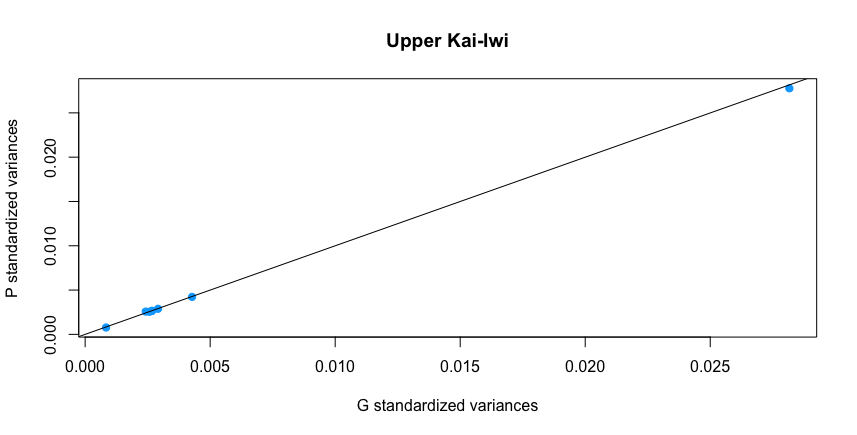 Upper Kai-Iwi
P standardized variances
0.020
0.010
0.000
0.000 0.005 0.010 0.015 0.020 0.025
G standardized variances